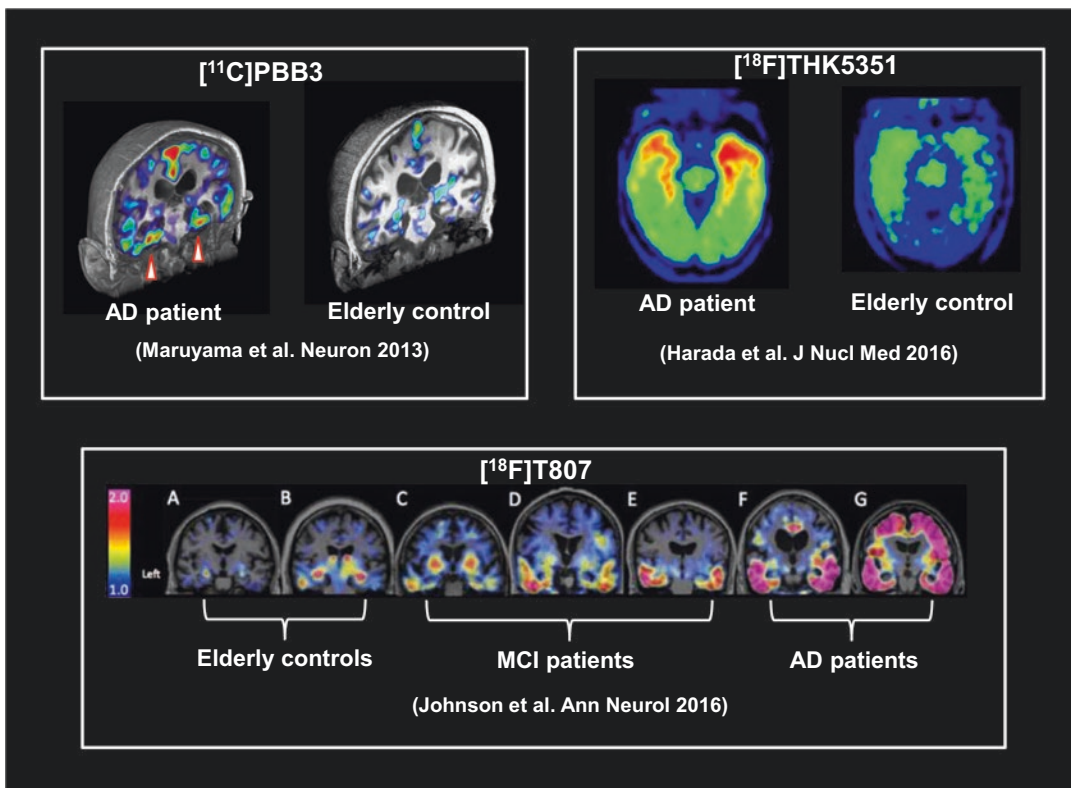 [¹¹C]PBB3
AD patient
Elderly control
(Maruyama et al. Neuron 2013)
[¹⁸F]THK5351
AD patient
Elderly control
(Harada et al. J Nucl Med 2016)
[¹⁸F]T807
2.0
1.0
Left
A B C D E F G
Elderly controls
MCI patients
AD patients
(Johnson et al. Ann Neurol 2016)